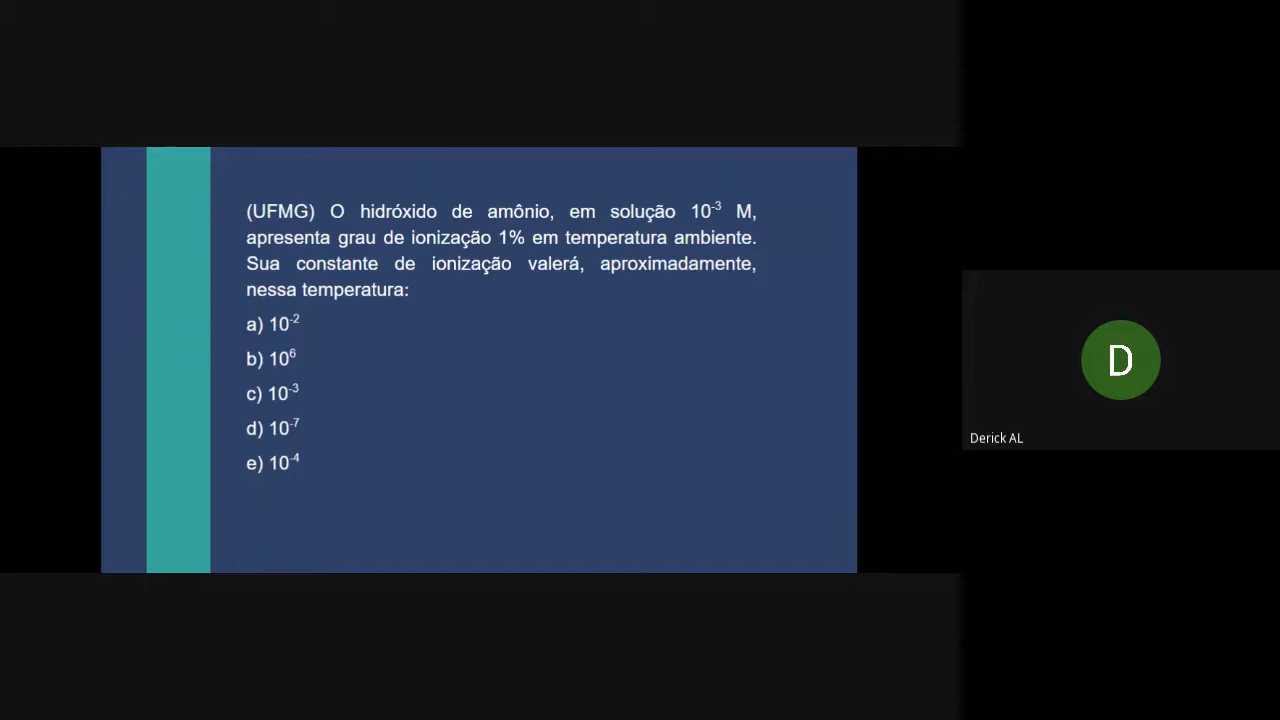 (UFMG) O hidróxido de amônio, em solução 10⁻³ M,
apresenta grau de ionização 1% em temperatura ambiente.
Sua constante de ionização valerá, aproximadamente,
nessa temperatura:
a) 10⁻²
b) 10⁶
c) 10⁻³
d) 10⁻⁷
e) 10⁻⁴
D
Derick AL